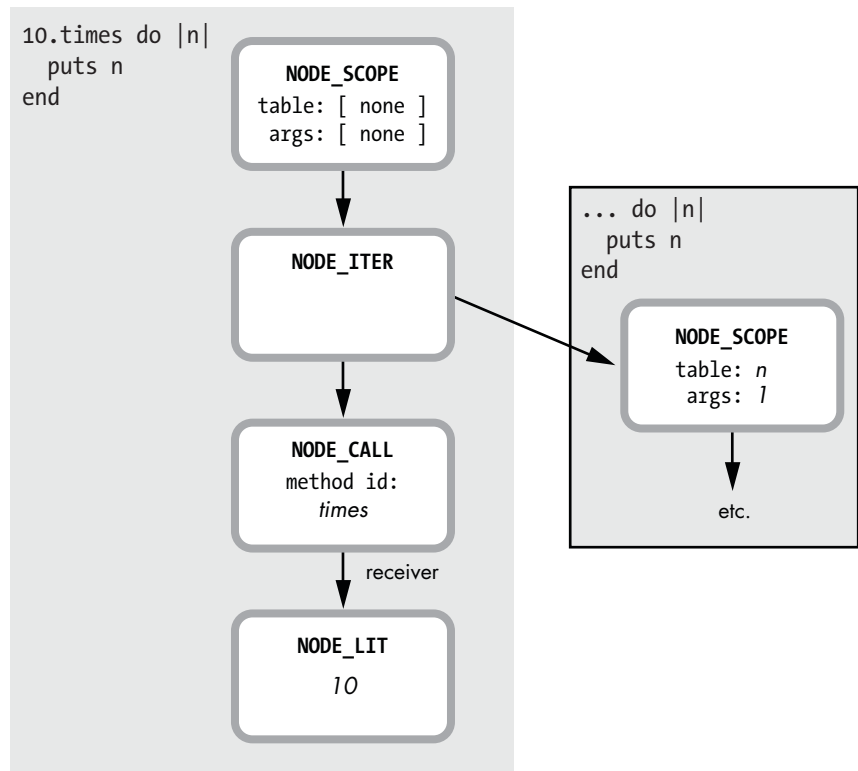 10.times do |n|
  puts n
end
NODE_SCOPE
table: [ none ]
args: [ none ]
NODE_ITER
NODE_CALL
method id:
times
receiver
NODE_LIT
10
... do |n|
  puts n
end
NODE_SCOPE
table: n
args: 1
etc.